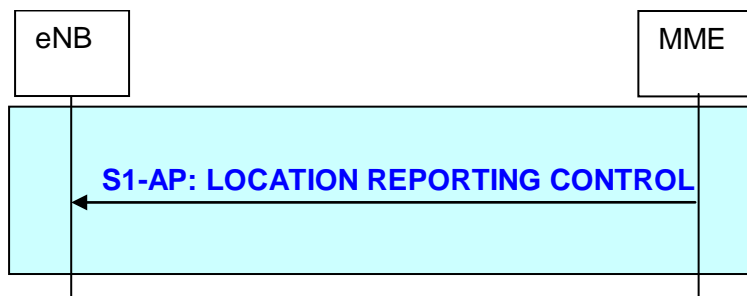 eNB
MME
S1-AP: LOCATION REPORTING CONTROL